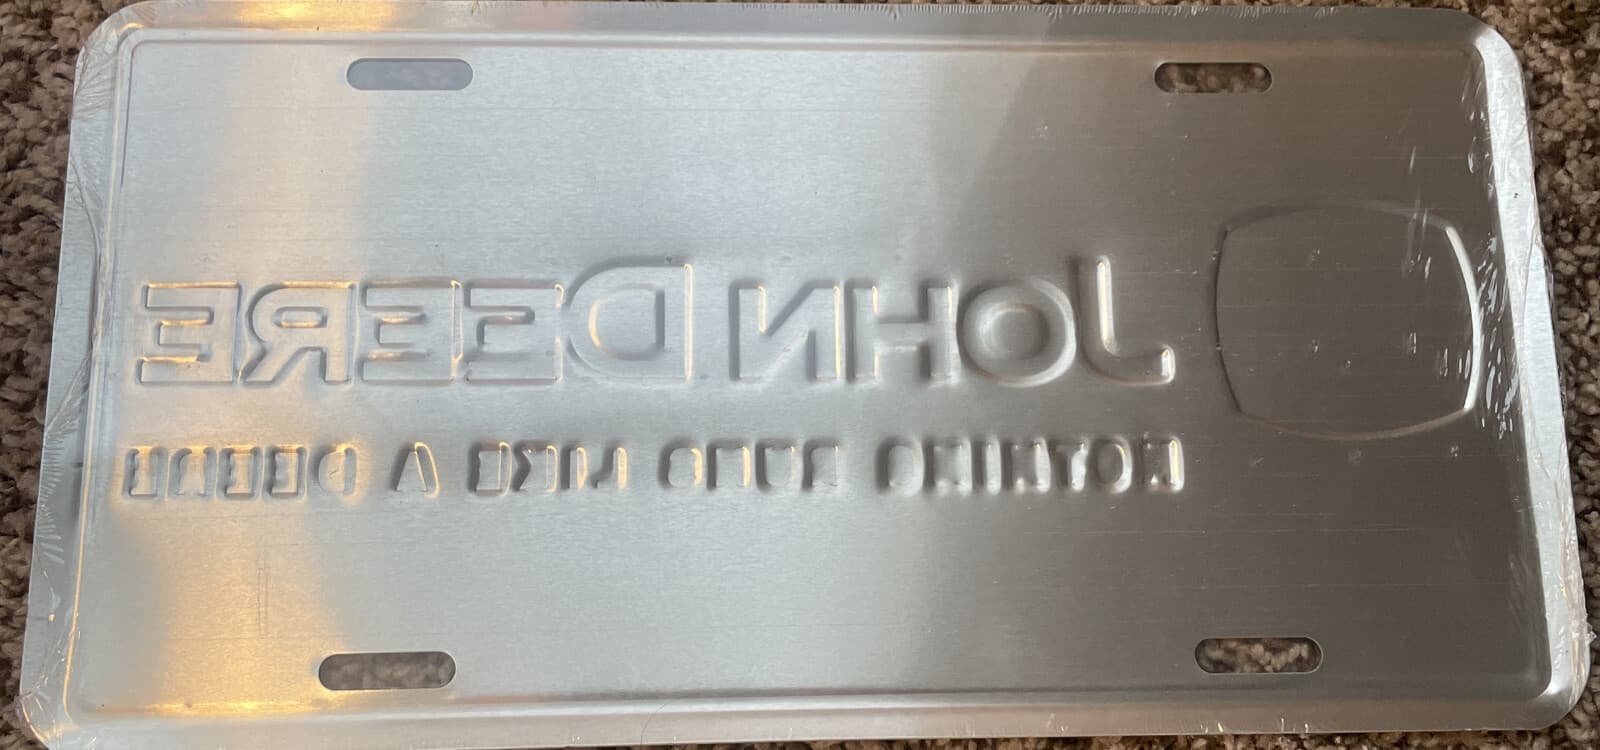 JOHN DEERE
NOTHING RUNS LIKE A DEERE